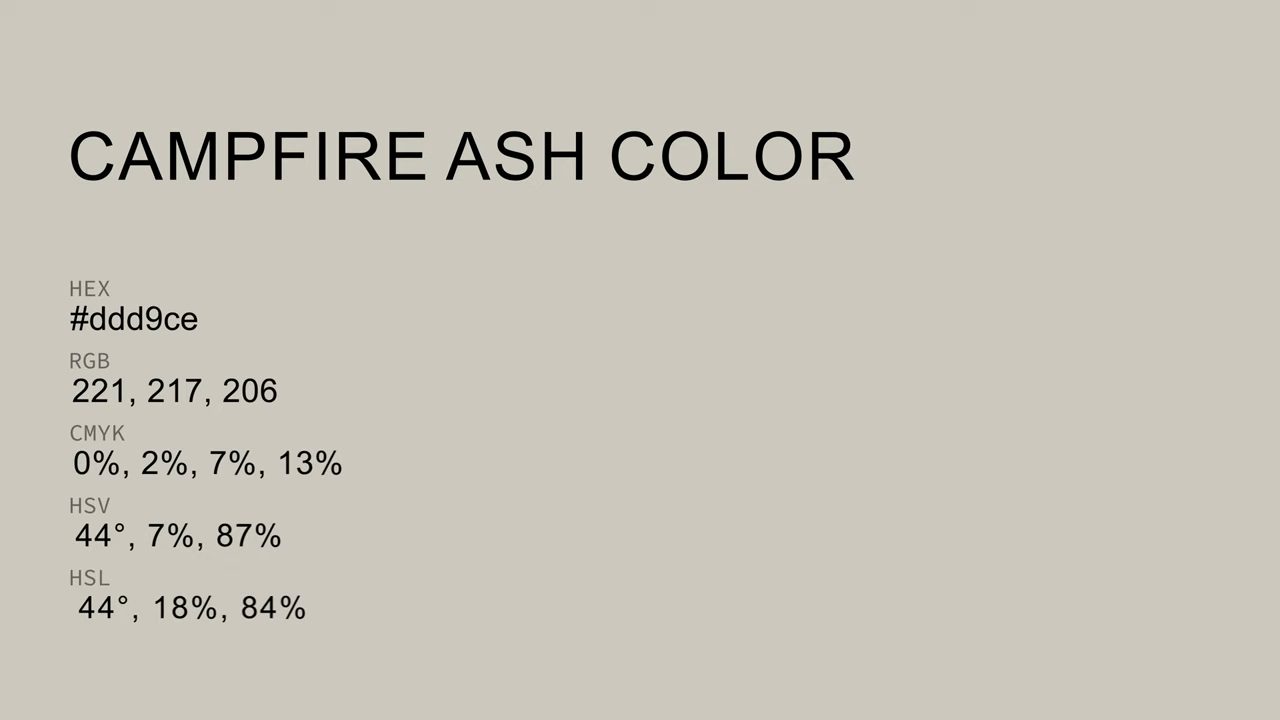 CAMPFIRE ASH COLOR
HEX
#ddd9ce
RGB
221, 217, 206
CMYK
0%, 2%, 7%, 13%
HSV
44°, 7%, 87%
HSL
44°, 18%, 84%